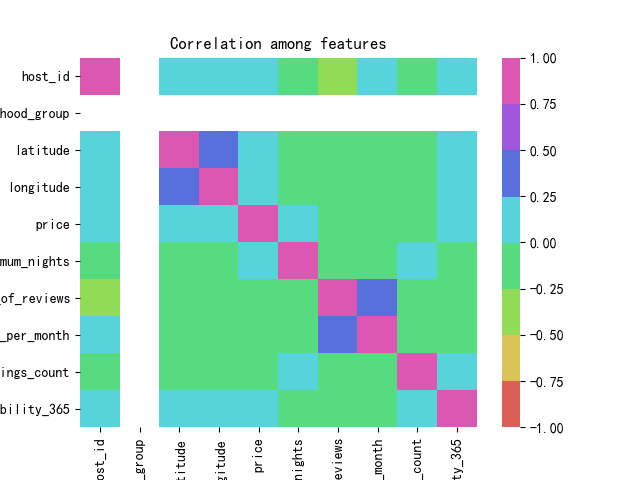 Correlation among features
host_id
hood_group
latitude
longitude
price
mum_nights
of_reviews
_per_month
ings_count
bility_365
1.00
0.75
0.50
0.25
0.00
−0.25
−0.50
−0.75
−1.00
ost_id
_group
titude
gitude
price
nights
eviews
_month
_count
ty_365